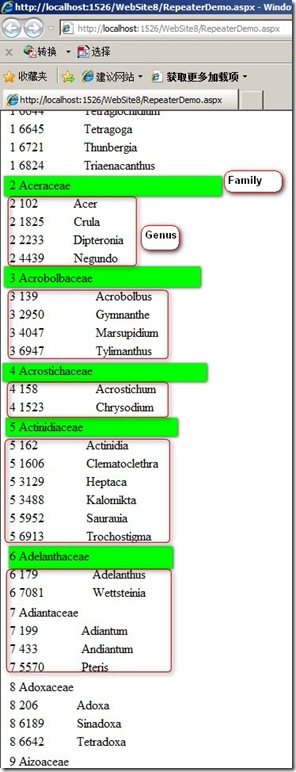 http://localhost:1526/WebSite8/RepeaterDemo.aspx - Windo
http://localhost:1526/WebSite8/RepeaterDemo.aspx
x 转换 选择
收藏夹 建议网站 获取更多附加模块
http://localhost:1526/WebSite8/RepeaterDemo.aspx
1 6644 Tetraglochidium
1 6645 Tetragoga
1 6721 Thunbergia
1 6824 Triaenacanthus
2 Aceraceae
Family
2 102 Acer
2 1825 Crula
2 2233 Dipteronia
2 4439 Negundo
Genus
3 Acrobolbaceae
3 139 Acrobolbus
3 2950 Gymnanthe
3 4047 Marsupidium
3 6947 Tylimanthus
4 Acrostichaceae
4 158 Acrostichum
4 1523 Chrysodium
5 Actinidiaceae
5 162 Actinidia
5 1606 Clematoclethra
5 3129 Heptaca
5 3488 Kalomikta
5 5952 Saurauia
5 6913 Trochostigma
6 Adelanthaceae
6 179 Adelanthus
6 7081 Wettsteinia
7 Adiantaceae
7 199 Adiantum
7 433 Andiantum
7 5570 Pteris
8 Adoxaceae
8 206 Adoxa
8 6189 Sinadoxa
8 6642 Tetradoxa
9 Aizoaceae